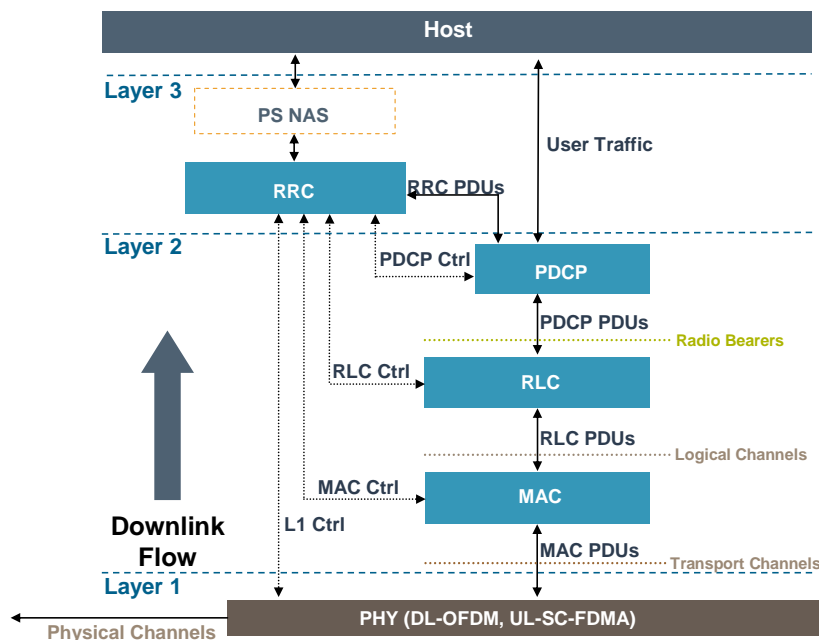 Host
Layer 3
PS NAS
User Traffic
RRC
RRC PDUs
Layer 2
PDCP Ctrl
PDCP
PDCP PDUs
Radio Bearers
RLC Ctrl
RLC
RLC PDUs
Logical Channels
MAC Ctrl
MAC
L1 Ctrl
Downlink
Flow
MAC PDUs
Transport Channels
Layer 1
PHY (DL-OFDM, UL-SC-FDMA)
Physical Channels